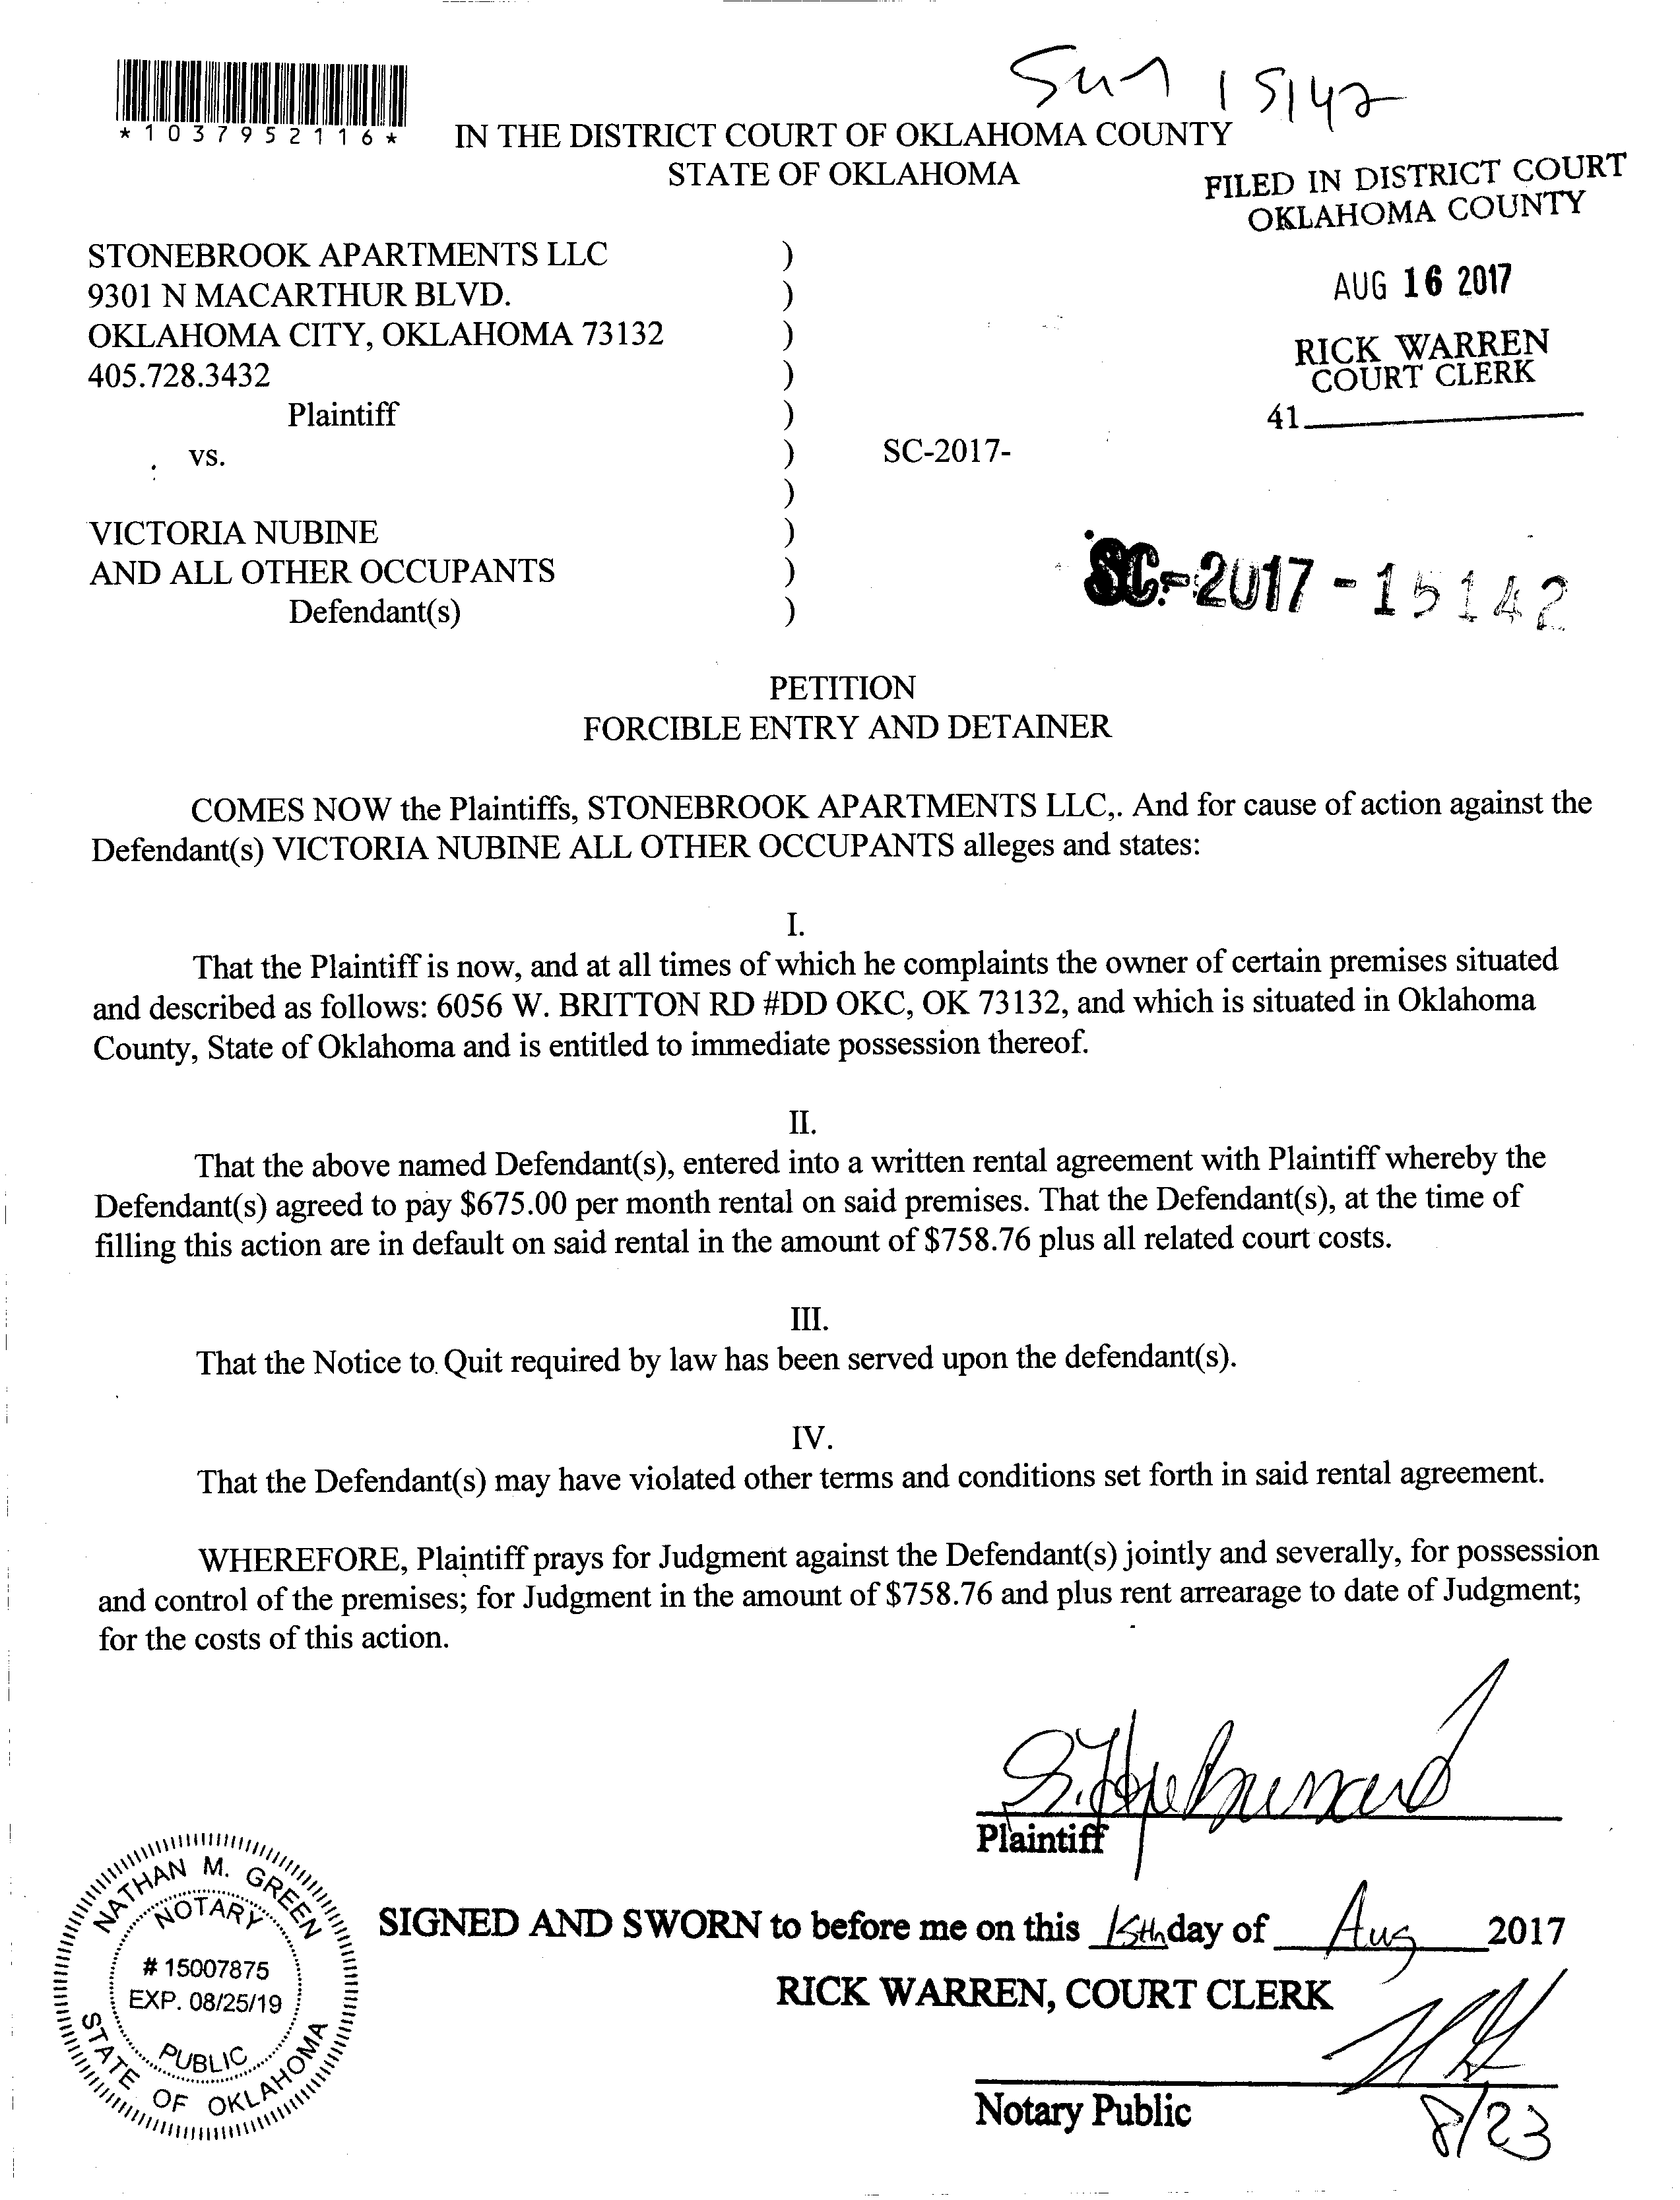 15142
*1037952116*
IN THE DISTRICT COURT OF OKLAHOMA COUNTY
STATE OF OKLAHOMA
FILED IN DISTRICT COURT
OKLAHOMA COUNTY
AUG 16 2017
RICK WARREN
COURT CLERK
41
STONEBROOK APARTMENTS LLC )
9301 N MACARTHUR BLVD. )
OKLAHOMA CITY, OKLAHOMA 73132 )
405.728.3432 )
Plaintiff )
vs. ) SC-2017-
)
VICTORIA NUBINE )
AND ALL OTHER OCCUPANTS )
Defendant(s) )
SC-2017-15142
PETITION
FORCIBLE ENTRY AND DETAINER
COMES NOW the Plaintiffs, STONEBROOK APARTMENTS LLC,. And for cause of action against the
Defendant(s) VICTORIA NUBINE ALL OTHER OCCUPANTS alleges and states:
I.
That the Plaintiff is now, and at all times of which he complaints the owner of certain premises situated
and described as follows: 6056 W. BRITTON RD #DD OKC, OK 73132, and which is situated in Oklahoma
County, State of Oklahoma and is entitled to immediate possession thereof.
II.
That the above named Defendant(s), entered into a written rental agreement with Plaintiff whereby the
Defendant(s) agreed to pay $675.00 per month rental on said premises. That the Defendant(s), at the time of
filling this action are in default on said rental in the amount of $758.76 plus all related court costs.
III.
That the Notice to Quit required by law has been served upon the defendant(s).
IV.
That the Defendant(s) may have violated other terms and conditions set forth in said rental agreement.
WHEREFORE, Plaintiff prays for Judgment against the Defendant(s) jointly and severally, for possession
and control of the premises; for Judgment in the amount of $758.76 and plus rent arrearage to date of Judgment;
for the costs of this action.
Plaintiff
SIGNED AND SWORN to before me on this 15th day of Aug 2017
RICK WARREN, COURT CLERK
Notary Public
8/23
NATHAN M. GREEN
NOTARY
# 15007875
EXP. 08/25/19
PUBLIC
STATE OF OKLAHOMA